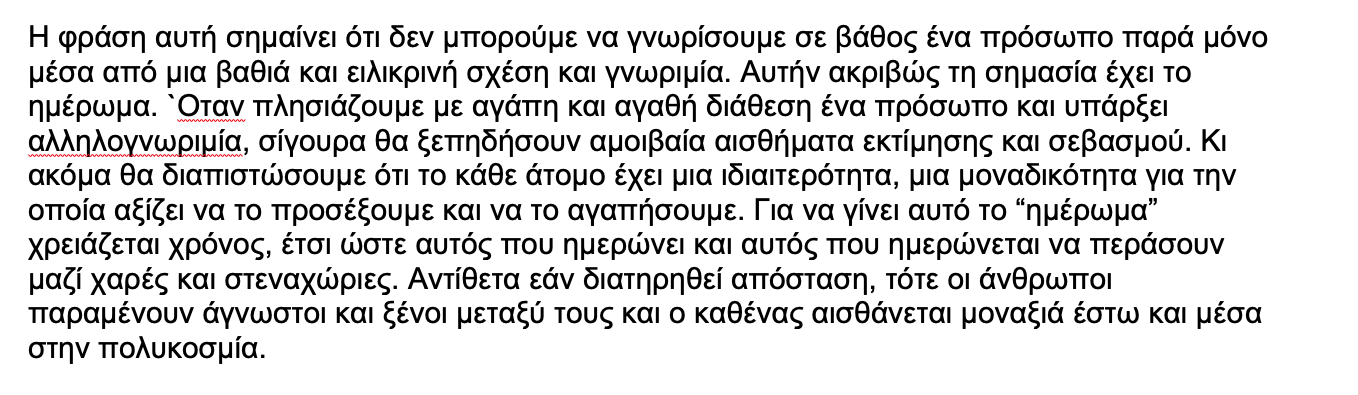 Η φράση αυτή σημαίνει ότι δεν μπορούμε να γνωρίσουμε σε βάθος ένα πρόσωπο παρά μόνο
μέσα από μια βαθιά και ειλικρινή σχέση και γνωριμία. Αυτήν ακριβώς τη σημασία έχει το
ημέρωμα. `Οταν πλησιάζουμε με αγάπη και αγαθή διάθεση ένα πρόσωπο και υπάρξει
αλληλογνωριμία, σίγουρα θα ξεπηδήσουν αμοιβαία αισθήματα εκτίμησης και σεβασμού. Κι
ακόμα θα διαπιστώσουμε ότι το κάθε άτομο έχει μια ιδιαιτερότητα, μια μοναδικότητα για την
οποία αξίζει να το προσέξουμε και να το αγαπήσουμε. Για να γίνει αυτό το “ημέρωμα”
χρειάζεται χρόνος, έτσι ώστε αυτός που ημερώνει και αυτός που ημερώνεται να περάσουν
μαζί χαρές και στεναχώριες. Αντίθετα εάν διατηρηθεί απόσταση, τότε οι άνθρωποι
παραμένουν άγνωστοι και ξένοι μεταξύ τους και ο καθένας αισθάνεται μοναξιά έστω και μέσα
στην πολυκοσμία.